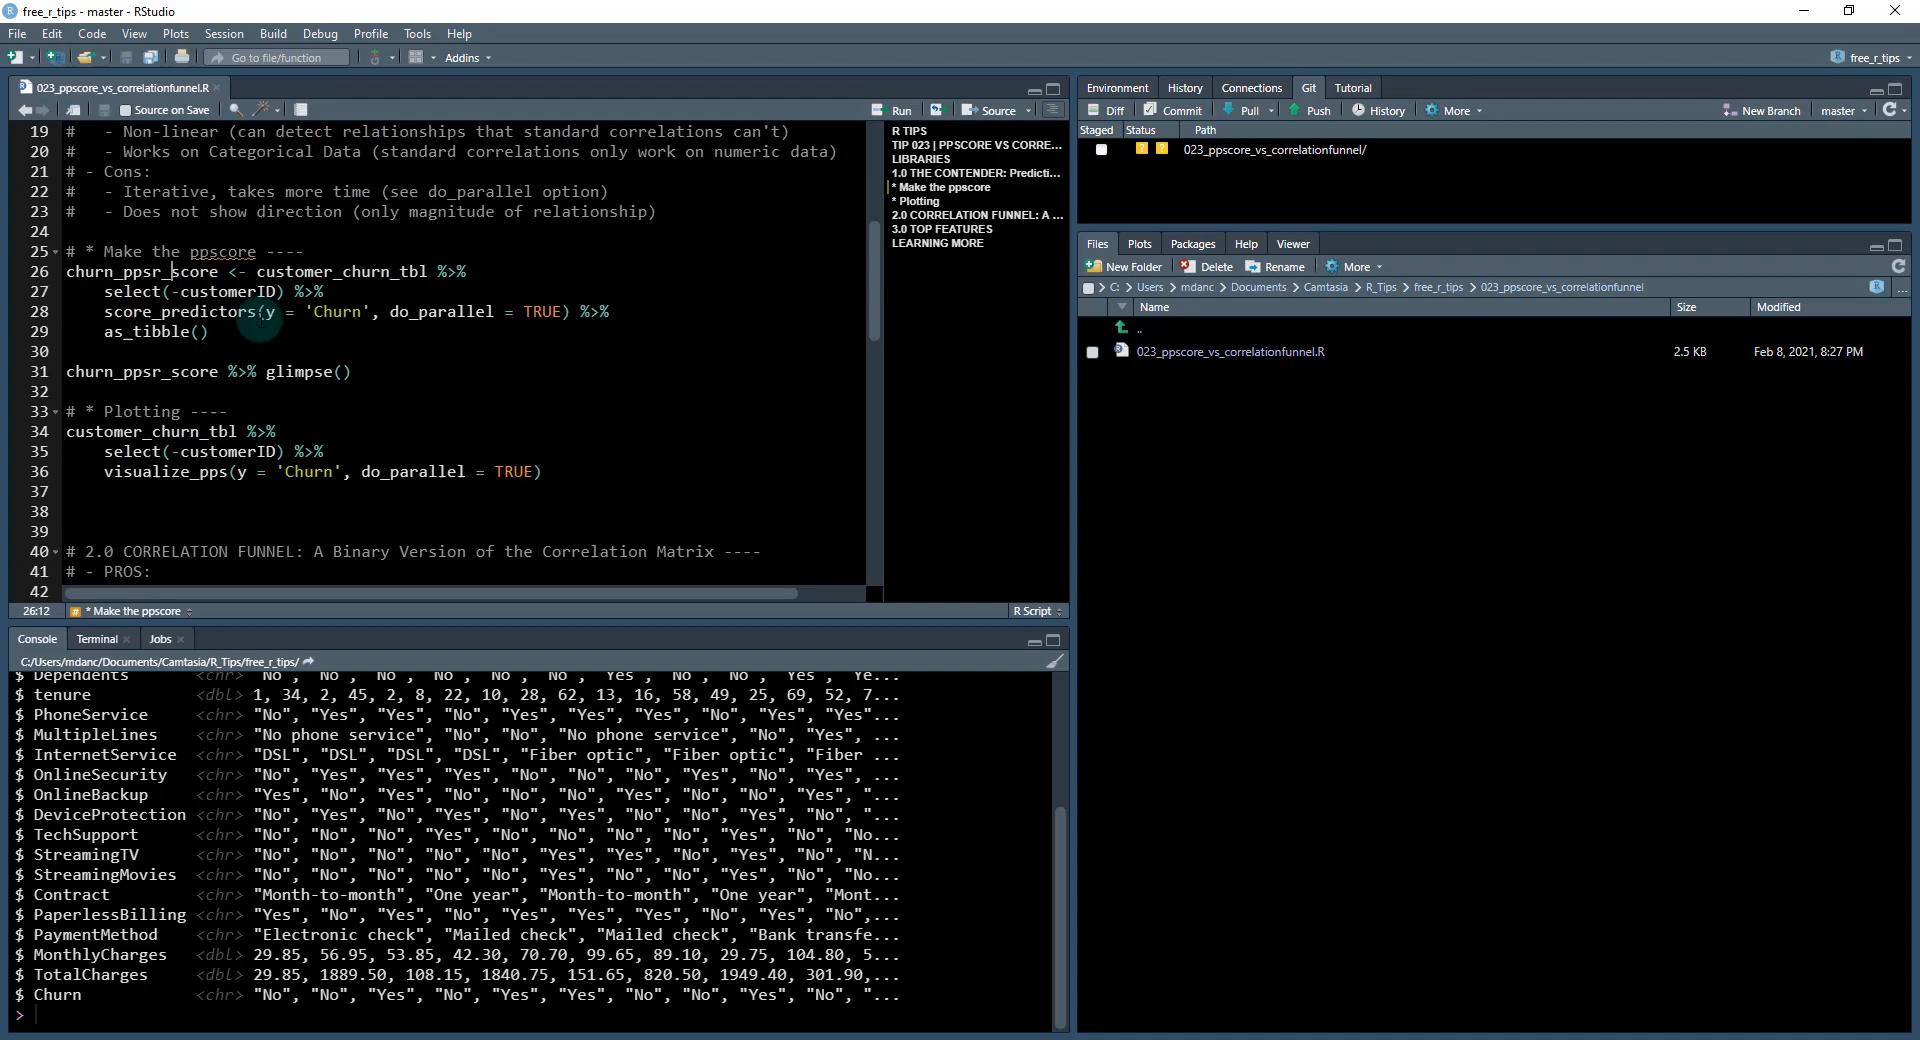 free_r_tips - master - RStudio
File Edit Code View Plots Session Build Debug Profile Tools Help
Go to file/function Addins free_r_tips
023_ppscore_vs_correlationfunnel.R
Source on Save Run Source
19 #   - Non-linear (can detect relationships that standard correlations can't)
20 #   - Works on Categorical Data (standard correlations only work on numeric data)
21 # - Cons:
22 #   - Iterative, takes more time (see do_parallel option)
23 #   - Does not show direction (only magnitude of relationship)
24
25 # * Make the ppscore ----
26 churn_ppsr_score <- customer_churn_tbl %>%
27     select(-customerID) %>%
28     score_predictors(y = 'Churn', do_parallel = TRUE) %>%
29     as_tibble()
30
31 churn_ppsr_score %>% glimpse()
32
33 # * Plotting ----
34 customer_churn_tbl %>%
35     select(-customerID) %>%
36     visualize_pps(y = 'Churn', do_parallel = TRUE)
37
38
39
40 # 2.0 CORRELATION FUNNEL: A Binary Version of the Correlation Matrix ----
41 # - PROS:
42
26:12 # * Make the ppscore R Script
R TIPS
TIP 023 | PPSCORE VS CORRE...
LIBRARIES
1.0 THE CONTENDER: Predicti...
* Make the ppscore
* Plotting
2.0 CORRELATION FUNNEL: A ...
3.0 TOP FEATURES
LEARNING MORE
Console Terminal Jobs
C:/Users/mdanc/Documents/Camtasia/R_Tips/free_r_tips/
$ Dependents <chr> "No", "No", "No", "No", "No", "No", "Yes", "No", "Yes", "Ye...
$ tenure <dbl> 1, 34, 2, 45, 2, 8, 22, 10, 28, 62, 13, 16, 58, 49, 25, 69, 52, 7...
$ PhoneService <chr> "No", "Yes", "Yes", "No", "Yes", "Yes", "Yes", "No", "Yes", "Yes"...
$ MultipleLines <chr> "No phone service", "No", "No", "No phone service", "No", "Yes", ...
$ InternetService <chr> "DSL", "DSL", "DSL", "DSL", "Fiber optic", "Fiber optic", "Fiber ...
$ OnlineSecurity <chr> "No", "Yes", "Yes", "Yes", "No", "No", "No", "Yes", "No", "Yes", ...
$ OnlineBackup <chr> "Yes", "No", "Yes", "No", "No", "No", "Yes", "No", "No", "Yes", "...
$ DeviceProtection <chr> "No", "Yes", "No", "Yes", "No", "Yes", "No", "No", "Yes", "No", "...
$ TechSupport <chr> "No", "No", "No", "Yes", "No", "No", "No", "No", "Yes", "No", "No...
$ StreamingTV <chr> "No", "No", "No", "No", "No", "Yes", "Yes", "No", "Yes", "No", "N...
$ StreamingMovies <chr> "No", "No", "No", "No", "No", "Yes", "No", "No", "Yes", "No", "No...
$ Contract <chr> "Month-to-month", "One year", "Month-to-month", "One year", "Mont...
$ PaperlessBilling <chr> "Yes", "No", "Yes", "No", "Yes", "Yes", "Yes", "No", "Yes", "No",...
$ PaymentMethod <chr> "Electronic check", "Mailed check", "Mailed check", "Bank transfe...
$ MonthlyCharges <dbl> 29.85, 56.95, 53.85, 42.30, 70.70, 99.65, 89.10, 29.75, 104.80, 5...
$ TotalCharges <dbl> 29.85, 1889.50, 108.15, 1840.75, 151.65, 820.50, 1949.40, 301.90,...
$ Churn <chr> "No", "No", "Yes", "No", "Yes", "Yes", "No", "No", "Yes", "No", "...
>
Environment History Connections Git Tutorial
Diff Commit Pull Push History More New Branch master
Staged Status Path
? ? 023_ppscore_vs_correlationfunnel/
Files Plots Packages Help Viewer
New Folder Delete Rename More
C: > Users > mdanc > Documents > Camtasia > R_Tips > free_r_tips > 023_ppscore_vs_correlationfunnel ...
Name Size Modified
..
023_ppscore_vs_correlationfunnel.R 2.5 KB Feb 8, 2021, 8:27 PM